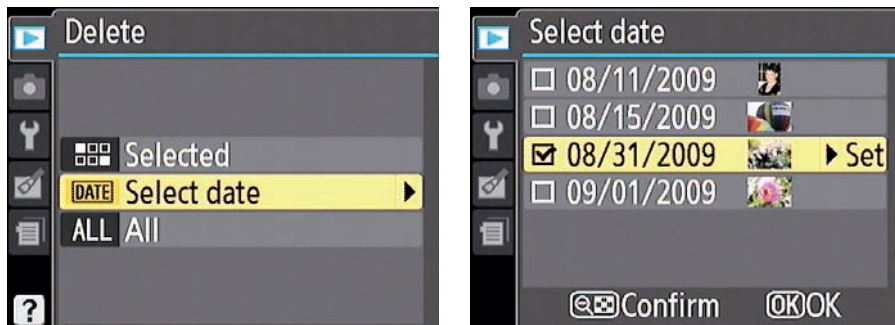 Delete
Selected
DATE Select date
ALL All
?
Select date
08/11/2009
08/15/2009
08/31/2009 Set
09/01/2009
Confirm OK OK